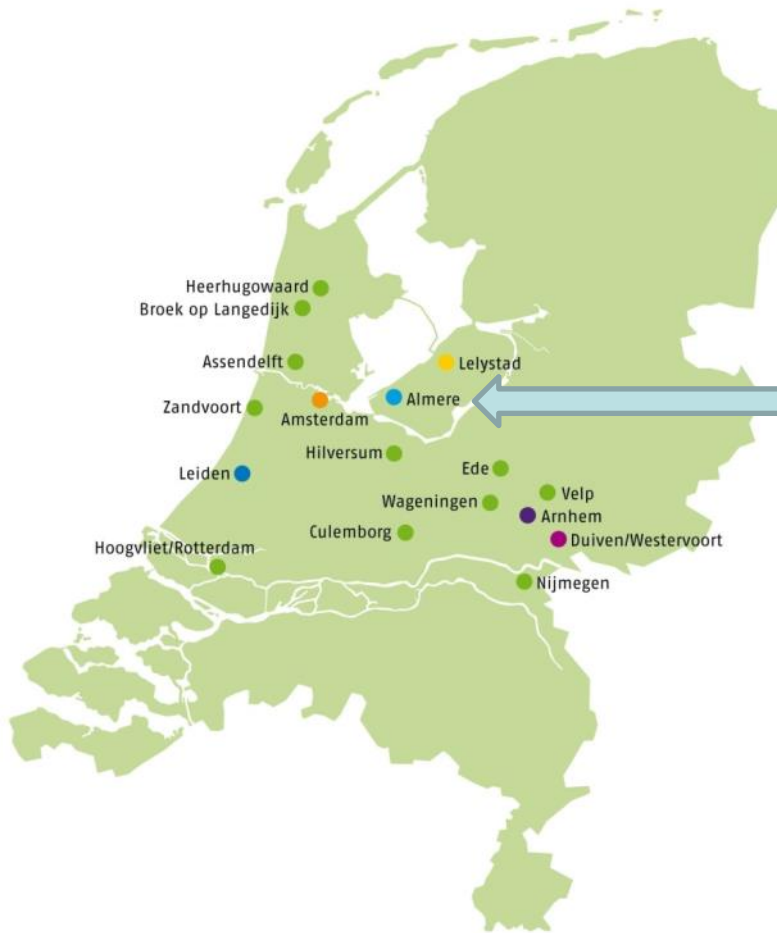 Heerhugowaard
Broek op Langedijk
Assendelft
Lelystad
Almere
Zandvoort
Amsterdam
Hilversum
Ede
Leiden
Velp
Wageningen
Arnhem
Culemborg
Duiven/Westervoort
Hoogvliet/Rotterdam
Nijmegen